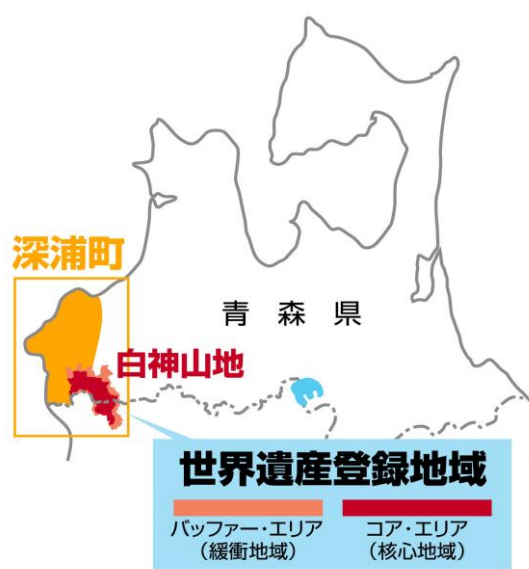 深浦町
青森県
白神山地
世界遺産登録地域
バッファー・エリア
（緩衝地域）
コア・エリア
（核心地域）